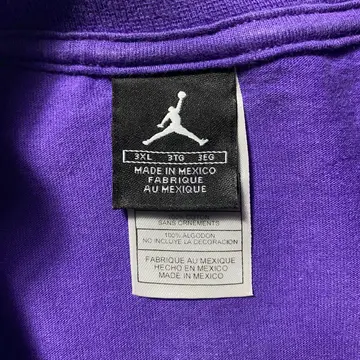 3XL 3TG 3EG
MADE IN MEXICO
FABRIQUE
AU MEXIQUE
SANS ORNEMENTS
100% ALGODON
NO INCLUYE LA DECORACION
FABRIQUE AU MEXIQUE
HECHO EN MEXICO
MADE IN MEXICO